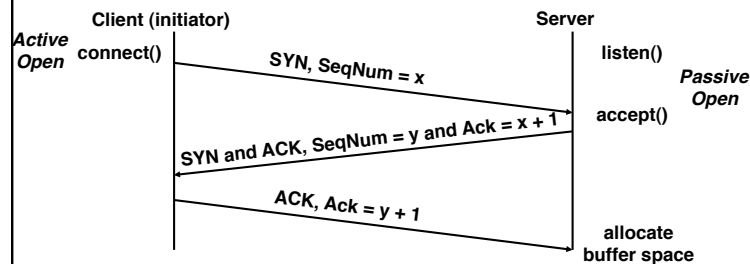 Client (initiator)
Server
Active
Open
connect()
listen()
SYN, SeqNum = x
Passive
Open
accept()
SYN and ACK, SeqNum = y and Ack = x + 1
ACK, Ack = y + 1
allocate
buffer space